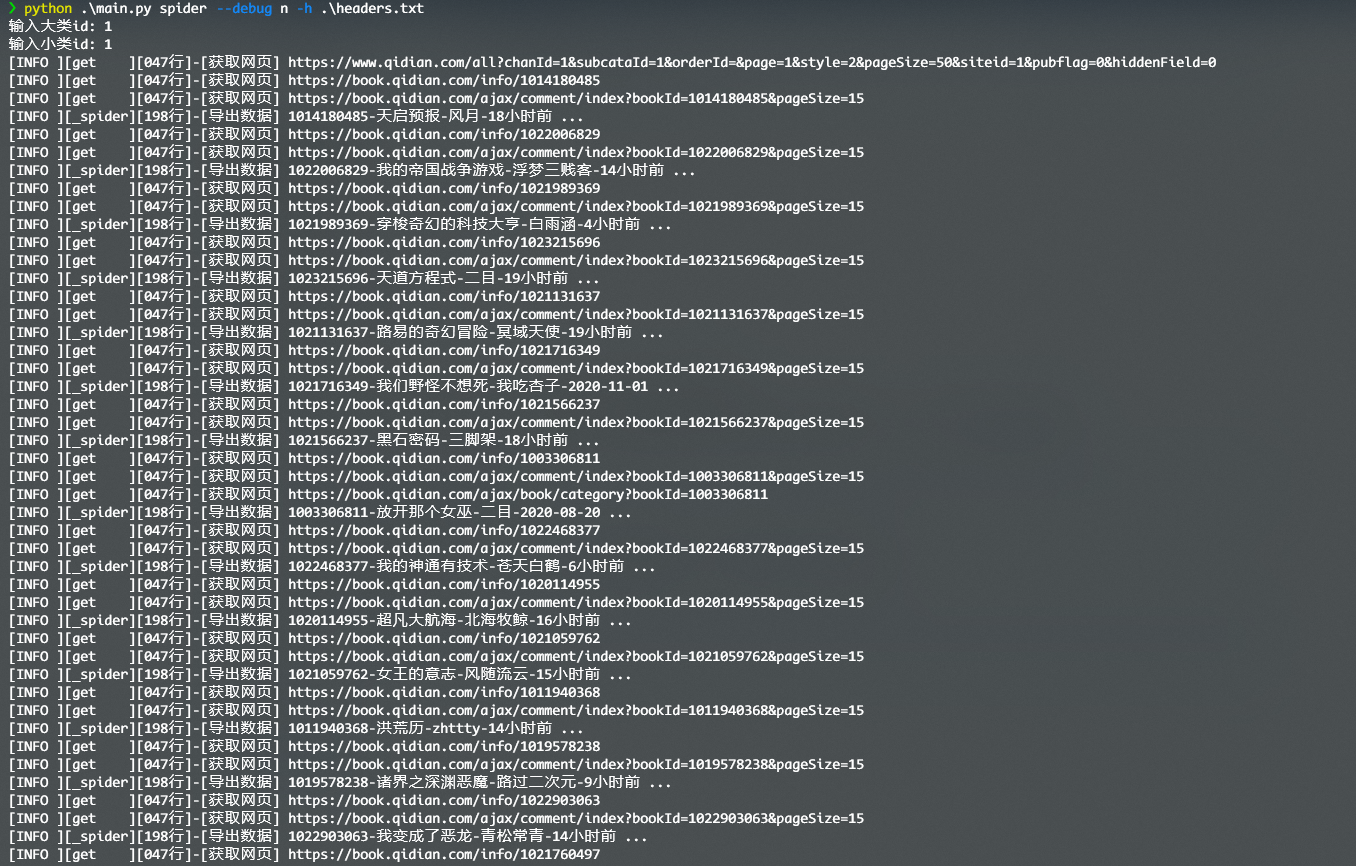 ❯ python .\main.py spider --debug n -h .\headers.txt
输入大类id: 1
输入小类id: 1
[INFO ][get    ][047行]-[获取网页] https://www.qidian.com/all?chanId=1&subcataId=1&orderId=&page=1&style=2&pageSize=50&siteid=1&pubflag=0&hiddenField=0
[INFO ][get    ][047行]-[获取网页] https://book.qidian.com/info/1014180485
[INFO ][get    ][047行]-[获取网页] https://book.qidian.com/ajax/comment/index?bookId=1014180485&pageSize=15
[INFO ][_spider][198行]-[导出数据] 1014180485-天启预报-风月-18小时前 ...
[INFO ][get    ][047行]-[获取网页] https://book.qidian.com/info/1022006829
[INFO ][get    ][047行]-[获取网页] https://book.qidian.com/ajax/comment/index?bookId=1022006829&pageSize=15
[INFO ][_spider][198行]-[导出数据] 1022006829-我的帝国战争游戏-浮梦三贱客-14小时前 ...
[INFO ][get    ][047行]-[获取网页] https://book.qidian.com/info/1021989369
[INFO ][get    ][047行]-[获取网页] https://book.qidian.com/ajax/comment/index?bookId=1021989369&pageSize=15
[INFO ][_spider][198行]-[导出数据] 1021989369-穿梭奇幻的科技大亨-白雨涵-4小时前 ...
[INFO ][get    ][047行]-[获取网页] https://book.qidian.com/info/1023215696
[INFO ][get    ][047行]-[获取网页] https://book.qidian.com/ajax/comment/index?bookId=1023215696&pageSize=15
[INFO ][_spider][198行]-[导出数据] 1023215696-天道方程式-二目-19小时前 ...
[INFO ][get    ][047行]-[获取网页] https://book.qidian.com/info/1021131637
[INFO ][get    ][047行]-[获取网页] https://book.qidian.com/ajax/comment/index?bookId=1021131637&pageSize=15
[INFO ][_spider][198行]-[导出数据] 1021131637-路易的奇幻冒险-冥域天使-19小时前 ...
[INFO ][get    ][047行]-[获取网页] https://book.qidian.com/info/1021716349
[INFO ][get    ][047行]-[获取网页] https://book.qidian.com/ajax/comment/index?bookId=1021716349&pageSize=15
[INFO ][_spider][198行]-[导出数据] 1021716349-我们野怪不想死-我吃杏子-2020-11-01 ...
[INFO ][get    ][047行]-[获取网页] https://book.qidian.com/info/1021566237
[INFO ][get    ][047行]-[获取网页] https://book.qidian.com/ajax/comment/index?bookId=1021566237&pageSize=15
[INFO ][_spider][198行]-[导出数据] 1021566237-黑石密码-三脚架-18小时前 ...
[INFO ][get    ][047行]-[获取网页] https://book.qidian.com/info/1003306811
[INFO ][get    ][047行]-[获取网页] https://book.qidian.com/ajax/comment/index?bookId=1003306811&pageSize=15
[INFO ][get    ][047行]-[获取网页] https://book.qidian.com/ajax/book/category?bookId=1003306811
[INFO ][_spider][198行]-[导出数据] 1003306811-放开那个女巫-二目-2020-08-20 ...
[INFO ][get    ][047行]-[获取网页] https://book.qidian.com/info/1022468377
[INFO ][get    ][047行]-[获取网页] https://book.qidian.com/ajax/comment/index?bookId=1022468377&pageSize=15
[INFO ][_spider][198行]-[导出数据] 1022468377-我的神通有技术-苍天白鹤-6小时前 ...
[INFO ][get    ][047行]-[获取网页] https://book.qidian.com/info/1020114955
[INFO ][get    ][047行]-[获取网页] https://book.qidian.com/ajax/comment/index?bookId=1020114955&pageSize=15
[INFO ][_spider][198行]-[导出数据] 1020114955-超凡大航海-北海牧鲸-16小时前 ...
[INFO ][get    ][047行]-[获取网页] https://book.qidian.com/info/1021059762
[INFO ][get    ][047行]-[获取网页] https://book.qidian.com/ajax/comment/index?bookId=1021059762&pageSize=15
[INFO ][_spider][198行]-[导出数据] 1021059762-女王的意志-风随流云-15小时前 ...
[INFO ][get    ][047行]-[获取网页] https://book.qidian.com/info/1011940368
[INFO ][get    ][047行]-[获取网页] https://book.qidian.com/ajax/comment/index?bookId=1011940368&pageSize=15
[INFO ][_spider][198行]-[导出数据] 1011940368-洪荒历-zhttty-14小时前 ...
[INFO ][get    ][047行]-[获取网页] https://book.qidian.com/info/1019578238
[INFO ][get    ][047行]-[获取网页] https://book.qidian.com/ajax/comment/index?bookId=1019578238&pageSize=15
[INFO ][_spider][198行]-[导出数据] 1019578238-诸界之深渊恶魔-路过二次元-9小时前 ...
[INFO ][get    ][047行]-[获取网页] https://book.qidian.com/info/1022903063
[INFO ][get    ][047行]-[获取网页] https://book.qidian.com/ajax/comment/index?bookId=1022903063&pageSize=15
[INFO ][_spider][198行]-[导出数据] 1022903063-我变成了恶龙-青松常青-14小时前 ...
[INFO ][get    ][047行]-[获取网页] https://book.qidian.com/info/1021760497